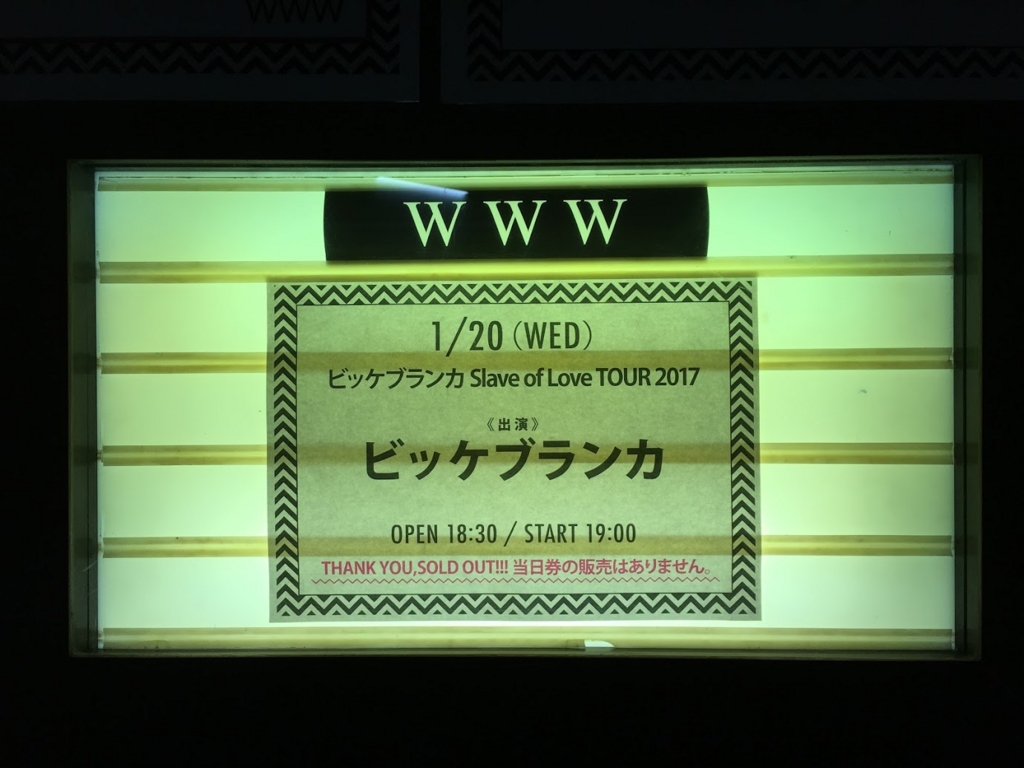 WWW
W W W
1/20 (WED)
ビッケブランカ Slave of Love TOUR 2017
《出演》
ビッケブランカ
OPEN 18:30 / START 19:00
THANK YOU,SOLD OUT!!! 当日券の販売はありません。